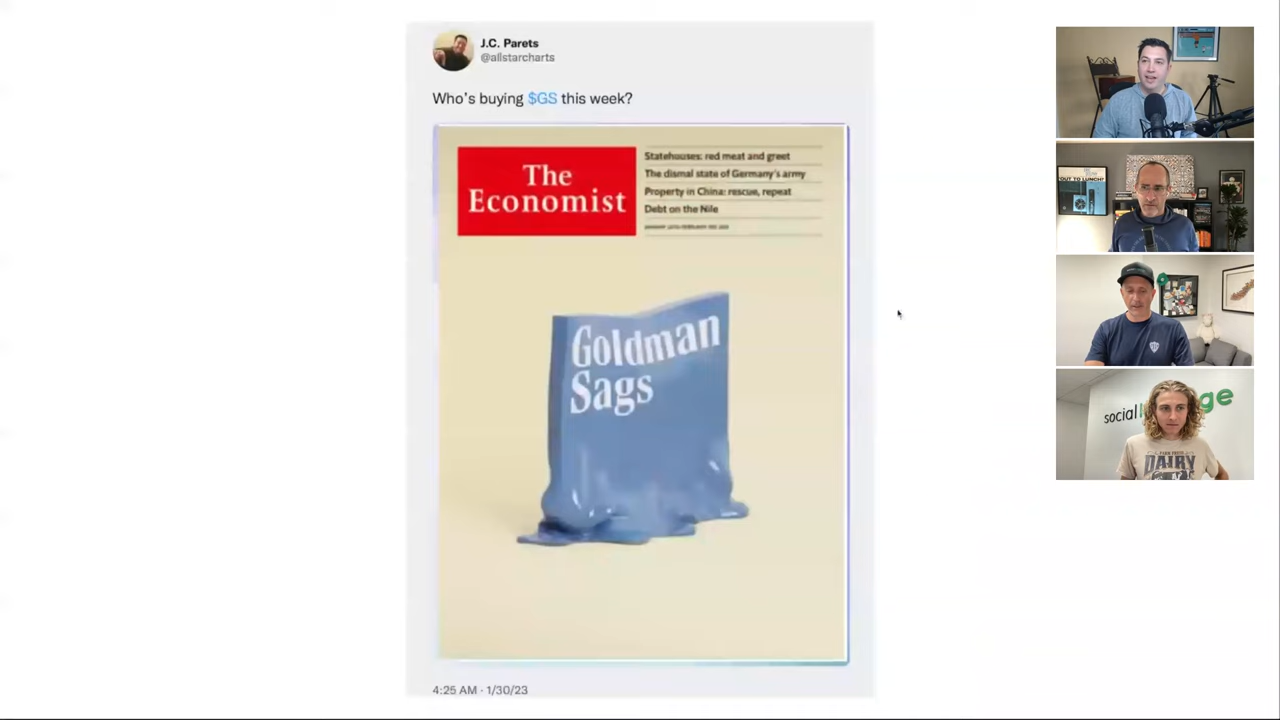 J.C. Parets
@allstarcharts
Who's buying $GS this week?
The
Economist
Statehouses: red meat and greet
The dismal state of Germany's army
Property in China: rescue, repeat
Debt on the Nile
Goldman
Sags
4:25 AM · 1/30/23
OUT TO LUNCH
social
ge
DAIRY